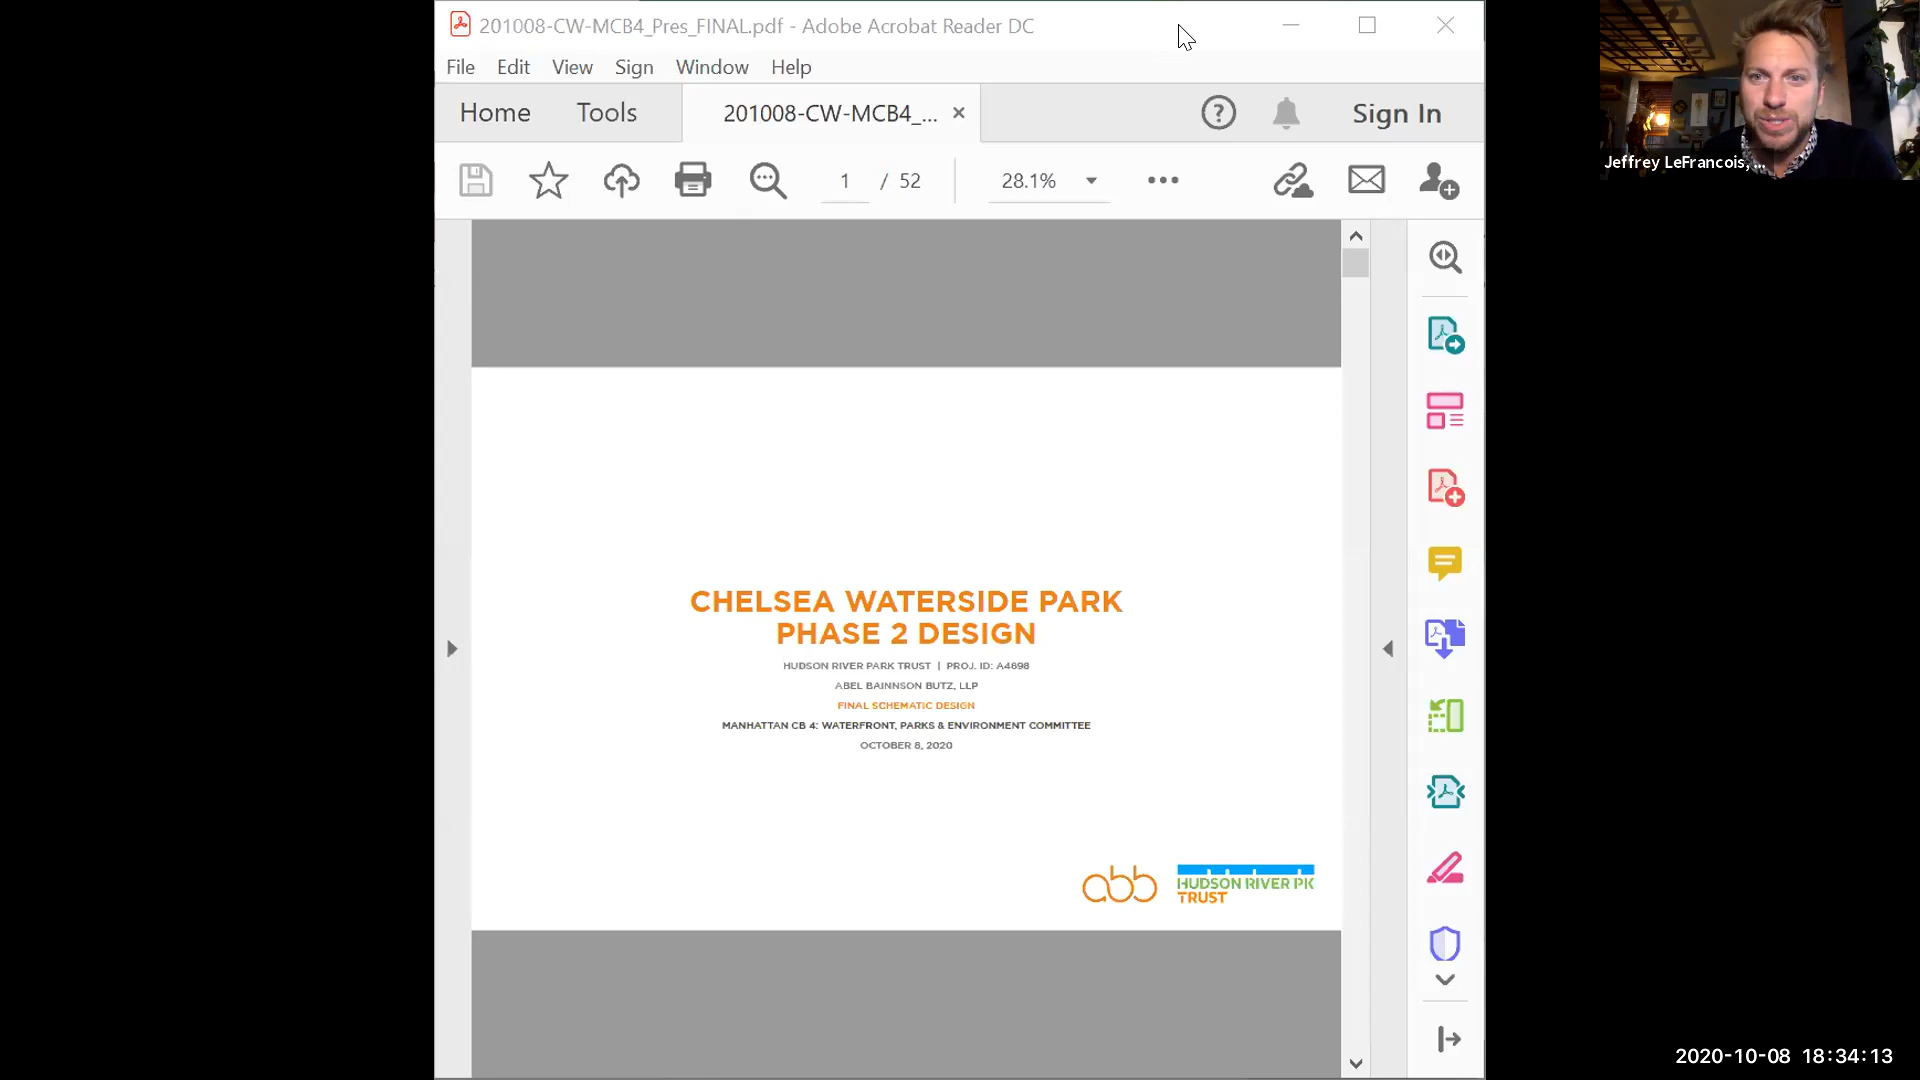 201008-CW-MCB4_Pres_FINAL.pdf - Adobe Acrobat Reader DC
File Edit View Sign Window Help
Home Tools 201008-CW-MCB4_... × ? Sign In
1 / 52 28.1%
Jeffrey LeFrancois, ...
CHELSEA WATERSIDE PARK
PHASE 2 DESIGN
HUDSON RIVER PARK TRUST | PROJ. ID: A4898
ABEL BAINNSON BUTZ, LLP
FINAL SCHEMATIC DESIGN
MANHATTAN CB 4: WATERFRONT, PARKS & ENVIRONMENT COMMITTEE
OCTOBER 8, 2020
abb
HUDSON RIVER PK
TRUST
2020-10-08 18:34:13